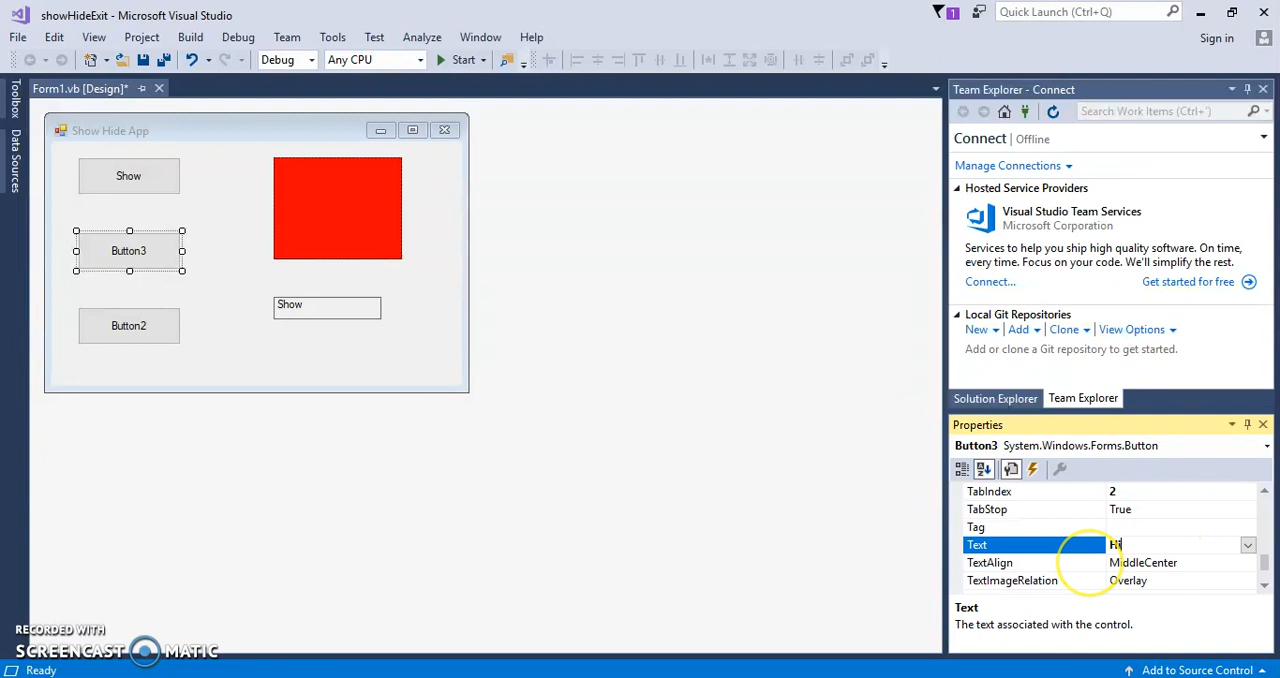 showHideExit - Microsoft Visual Studio
1
Quick Launch (Ctrl+Q)
File Edit View Project Build Debug Team Tools Test Analyze Window Help
Sign in
Debug Any CPU Start
Toolbox
Data Sources
Form1.vb [Design]*
Show Hide App
Show
Button3
Button2
Show
Team Explorer - Connect
Search Work Items (Ctrl+')
Connect | Offline
Manage Connections
Hosted Service Providers
Visual Studio Team Services
Microsoft Corporation
Services to help you ship high quality software. On time,
every time. Focus on your code. We'll simplify the rest.
Connect... Get started for free
Local Git Repositories
New Add Clone View Options
Add or clone a Git repository to get started.
Solution Explorer Team Explorer
Properties
Button3 System.Windows.Forms.Button
TabIndex 2
TabStop True
Tag
Text Hi
TextAlign MiddleCenter
TextImageRelation Overlay
Text
The text associated with the control.
RECORDED WITH
SCREENCAST MATIC
Ready
Add to Source Control